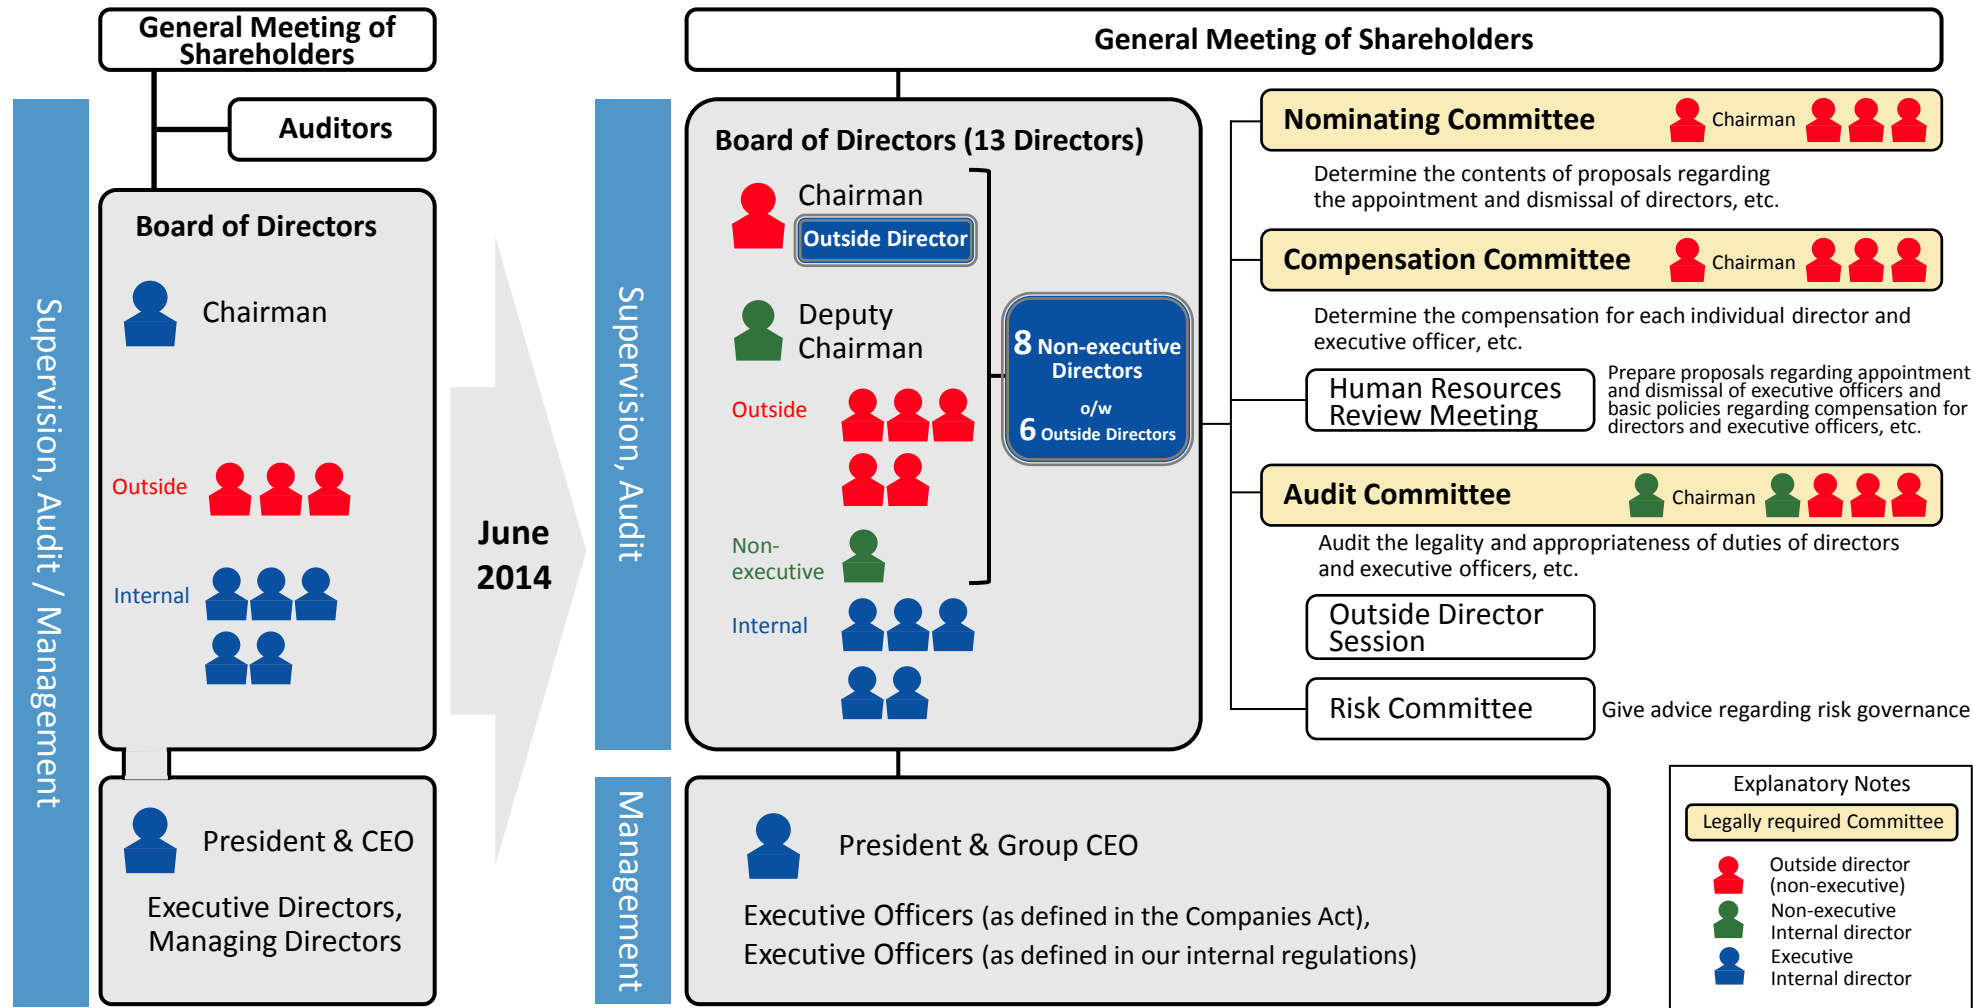 General Meeting of
Shareholders
Auditors
Board of Directors
Chairman
Outside
Internal
Supervision, Audit / Management
President & CEO
Executive Directors,
Managing Directors
June
2014
General Meeting of Shareholders
Supervision, Audit
Board of Directors (13 Directors)
Chairman
Outside Director
Deputy
Chairman
Outside
Non-
executive
Internal
8 Non-executive
Directors
o/w
6 Outside Directors
Nominating Committee
Chairman
Determine the contents of proposals regarding
the appointment and dismissal of directors, etc.
Compensation Committee
Chairman
Determine the compensation for each individual director and
executive officer, etc.
Human Resources
Review Meeting
Prepare proposals regarding appointment
and dismissal of executive officers and
basic policies regarding compensation for
directors and executive officers, etc.
Audit Committee
Chairman
Audit the legality and appropriateness of duties of directors
and executive officers, etc.
Outside Director
Session
Risk Committee
Give advice regarding risk governance
Management
President & Group CEO
Executive Officers (as defined in the Companies Act),
Executive Officers (as defined in our internal regulations)
Explanatory Notes
Legally required Committee
Outside director
(non-executive)
Non-executive
Internal director
Executive
Internal director